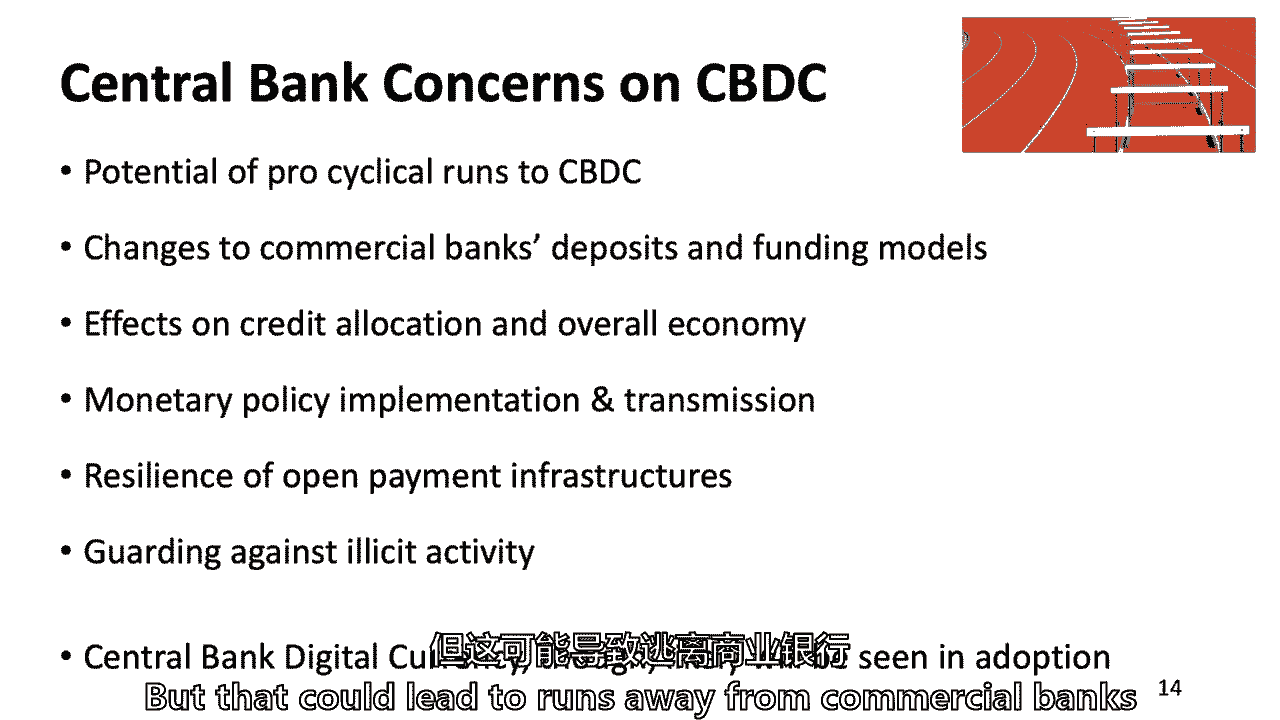 Central Bank Concerns on CBDC
• Potential of pro cyclical runs to CBDC
• Changes to commercial banks’ deposits and funding models
• Effects on credit allocation and overall economy
• Monetary policy implementation & transmission
• Resilience of open payment infrastructures
• Guarding against illicit activity
• Central Bank Digital seen in adoption
但这可能导致逃离商业银行
But that could lead to runs away from commercial banks
14